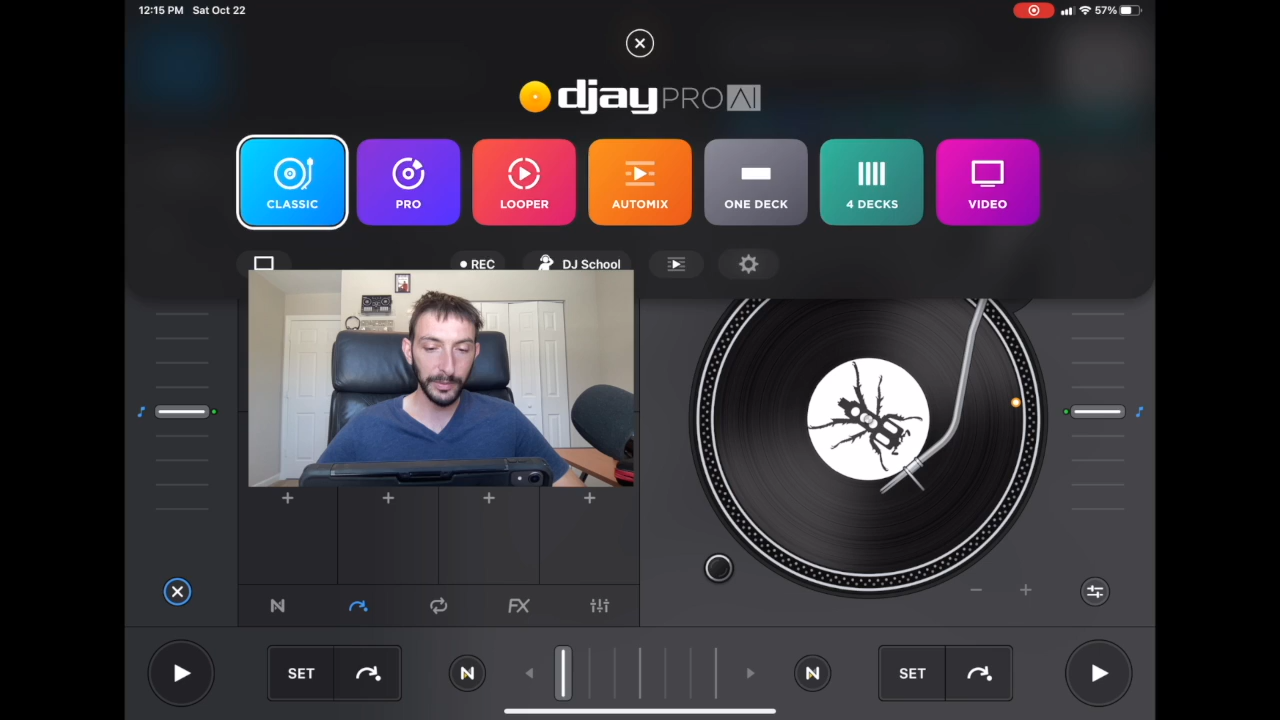 12:15 PM Sat Oct 22
57%
djay PRO AI
CLASSIC
PRO
LOOPER
AUTOMIX
ONE DECK
4 DECKS
VIDEO
REC
DJ School
FX
SET
SET